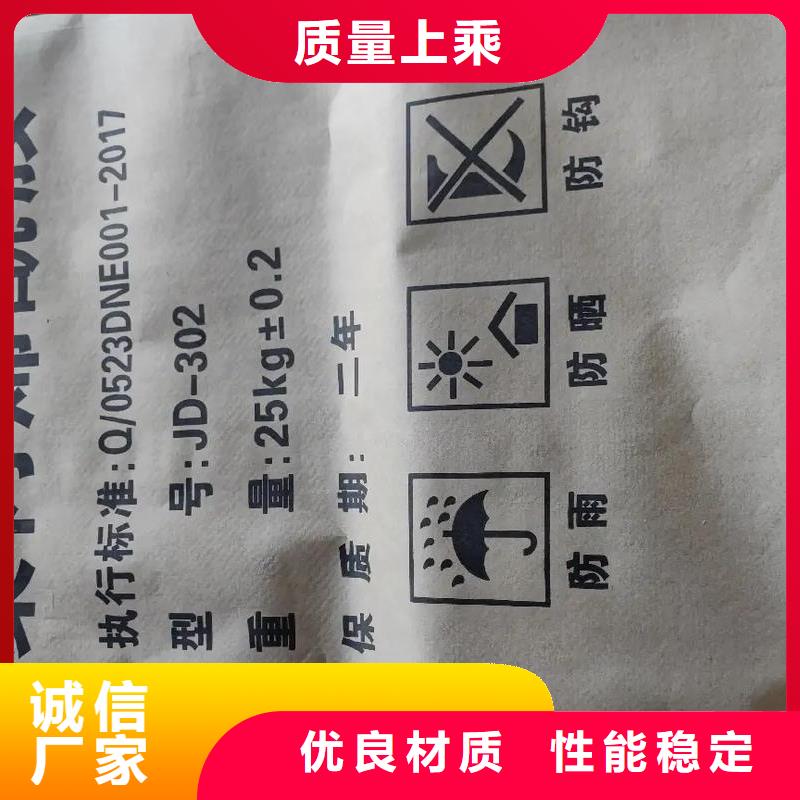 质量上乘
执行标准:Q/0523DNE001-2017
型号:JD-302
重量:25kg±0.2
保质期:二年
防雨 防晒 防钩
诚信
厂家
优良材质 性能稳定